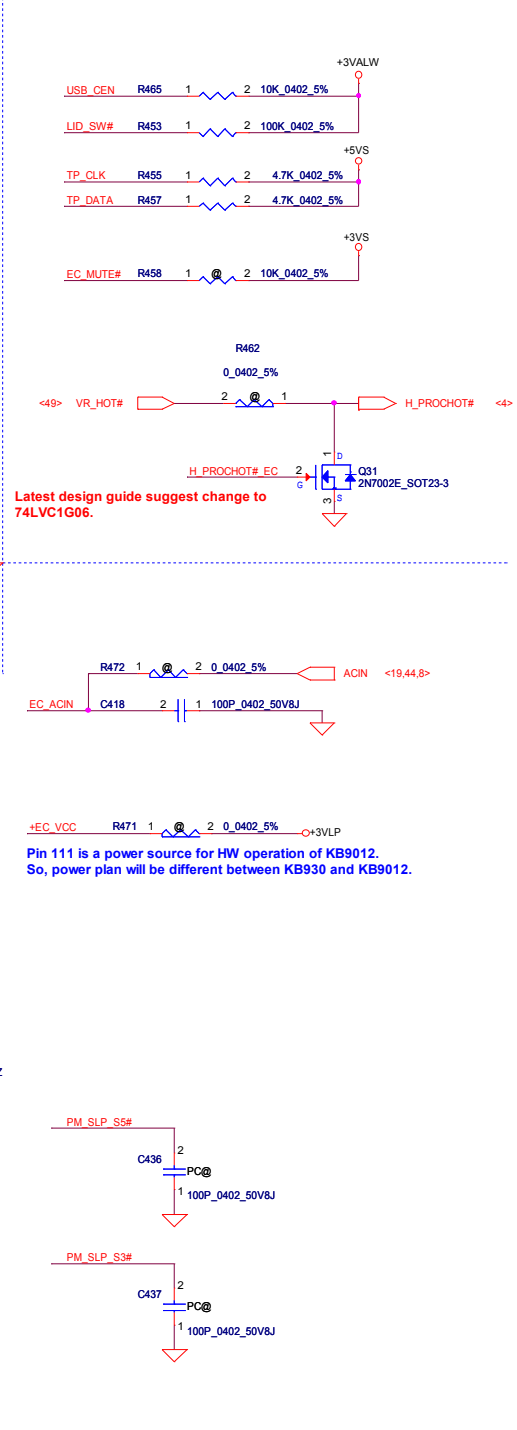 +3VALW
USB_CEN R465 1 2 10K_0402_5%
LID_SW# R453 1 2 100K_0402_5%
+5VS
TP_CLK R455 1 2 4.7K_0402_5%
TP_DATA R457 1 2 4.7K_0402_5%
+3VS
EC_MUTE# R458 1 @ 2 10K_0402_5%
R462
0_0402_5%
<49> VR_HOT# 2 @ 1 H_PROCHOT# <4>
1 D
H_PROCHOT#_EC 2 G Q31
2N7002E_SOT23-3
3 S
Latest design guide suggest change to
74LVC1G06.
R472 1 @ 2 0_0402_5% ACIN <19,44,8>
EC_ACIN C418 2 1 100P_0402_50V8J
+EC_VCC R471 1 @ 2 0_0402_5% +3VLP
Pin 111 is a power source for HW operation of KB9012.
So, power plan will be different between KB930 and KB9012.
PM_SLP_S5#
2
C436 PC@
1 100P_0402_50V8J
PM_SLP_S3#
2
C437 PC@
1 100P_0402_50V8J